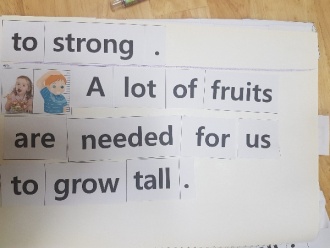 to strong .
A lot of fruits
are needed for us
to grow tall .